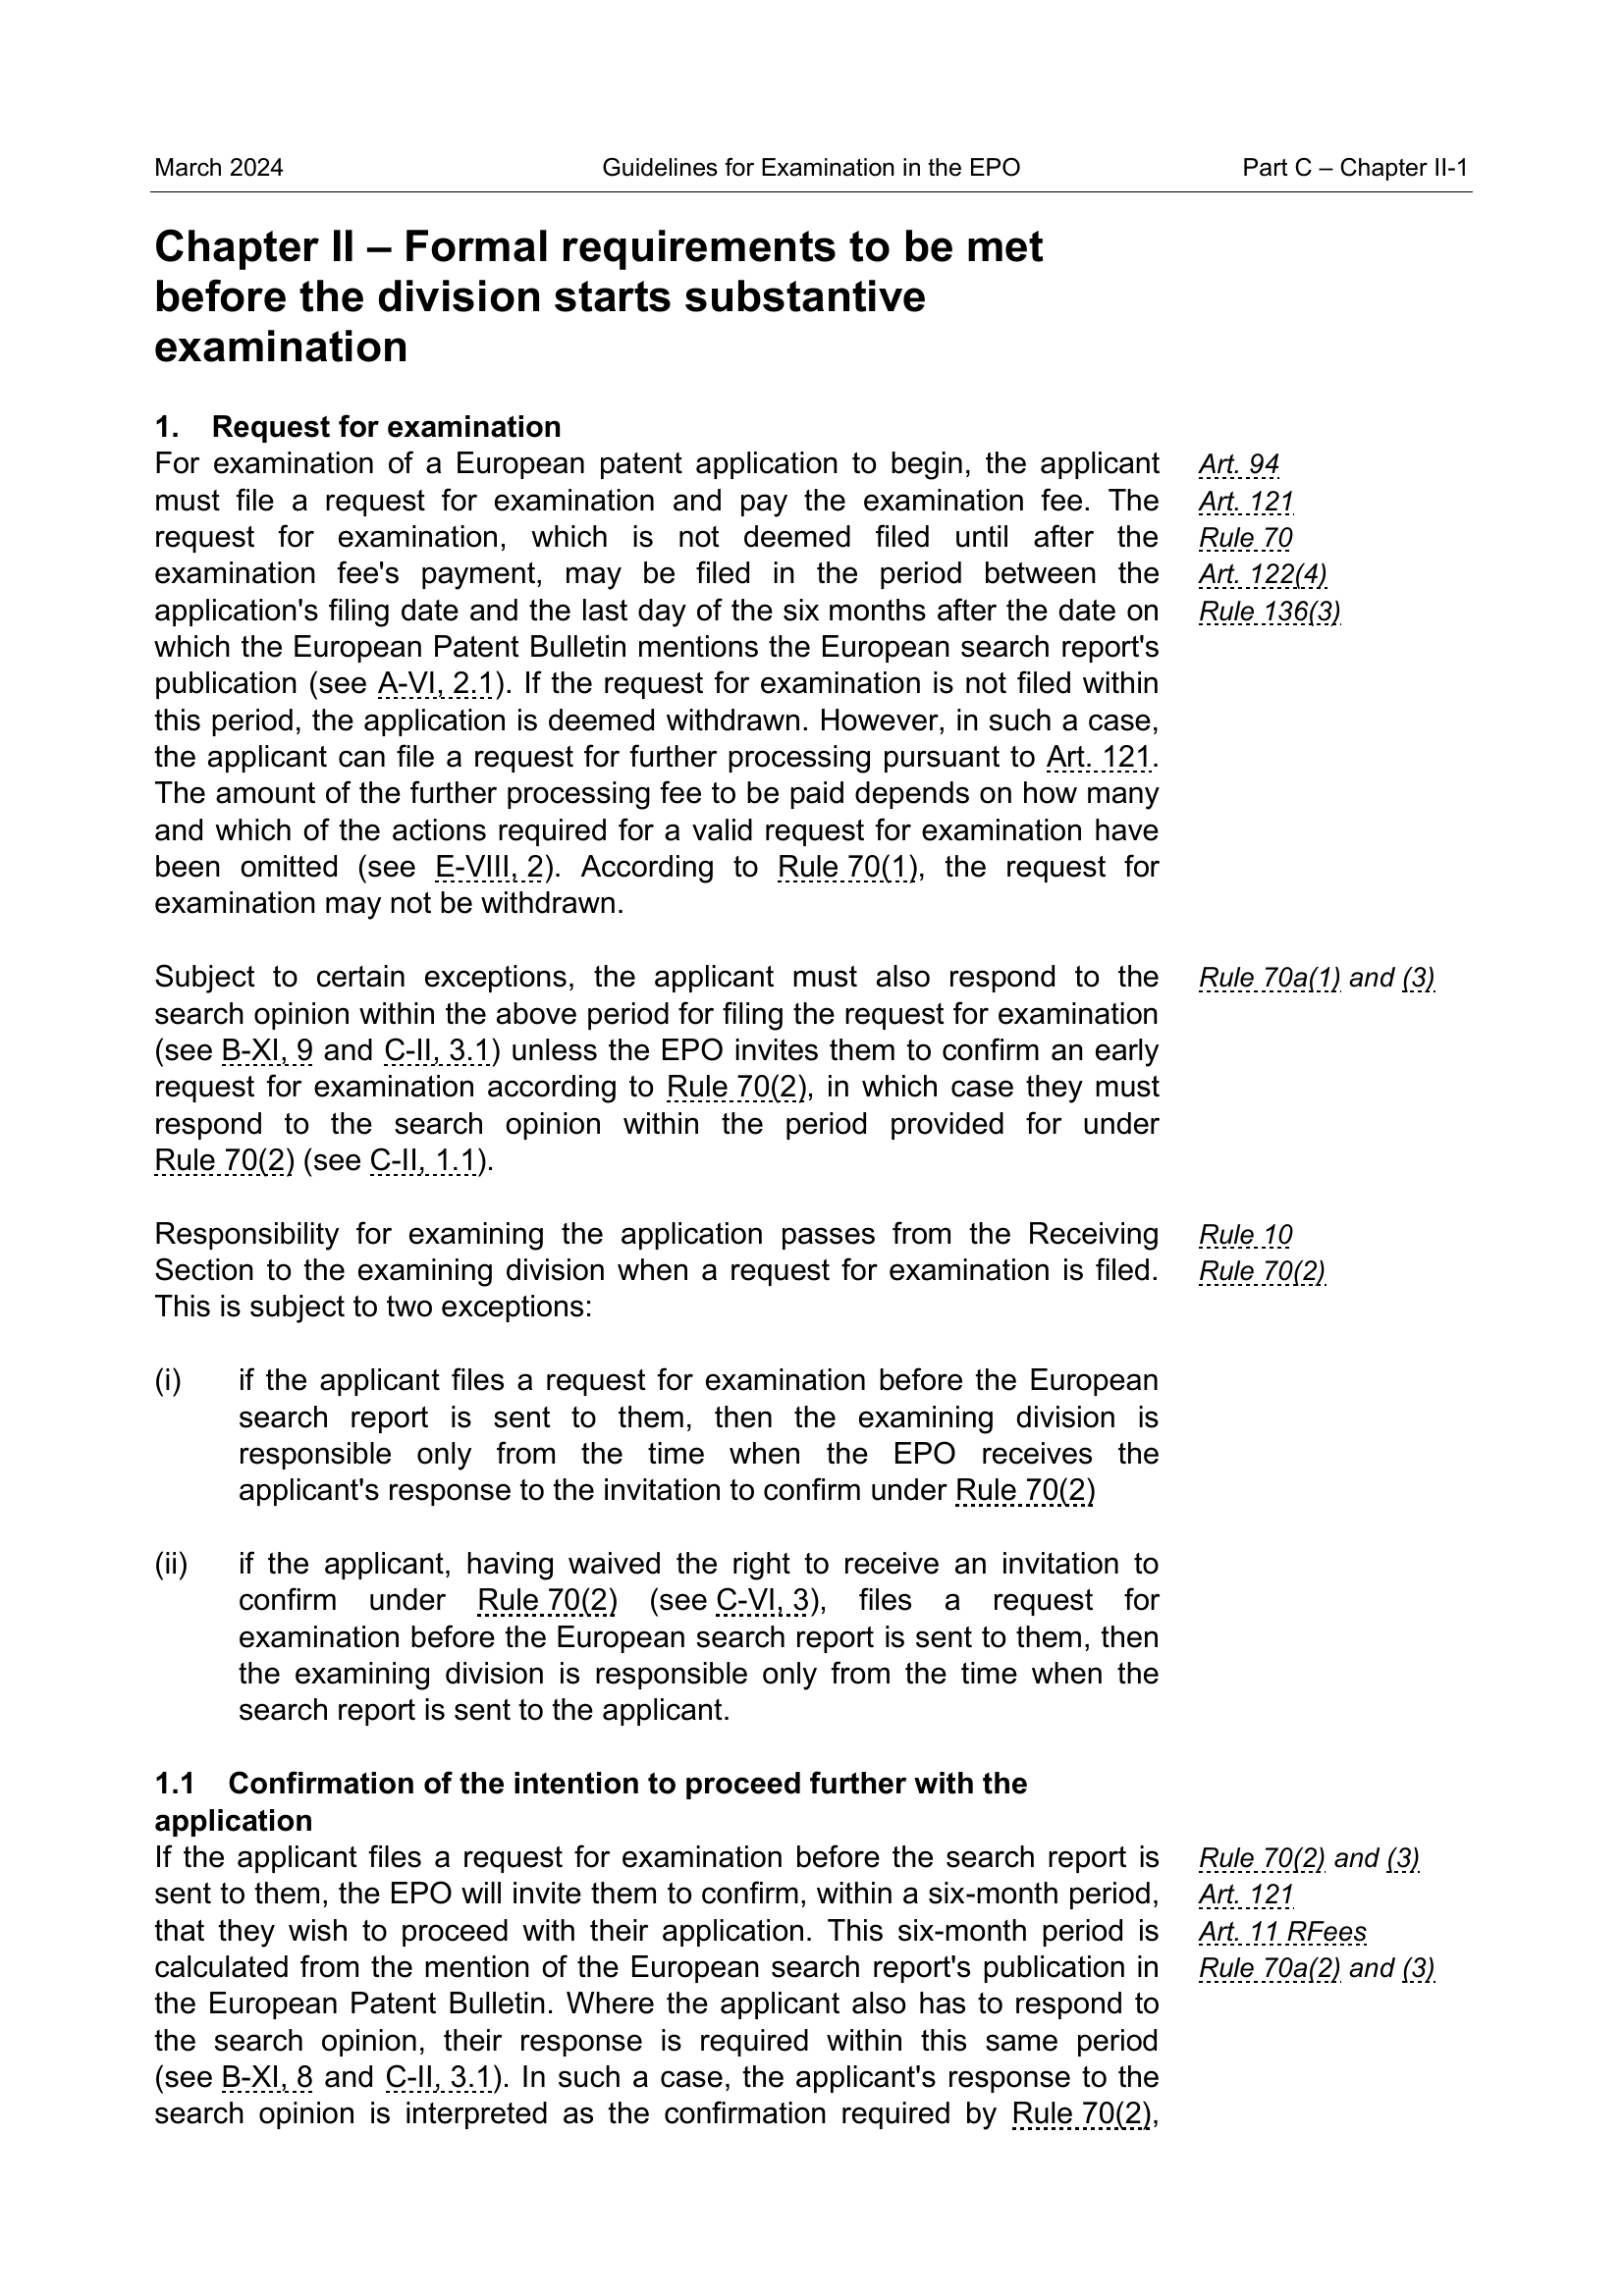 March 2024 Guidelines for Examination in the EPO Part C – Chapter II-1
Chapter II – Formal requirements to be met
before the division starts substantive
examination
1. Request for examination
For examination of a European patent application to begin, the applicant
must file a request for examination and pay the examination fee. The
request for examination, which is not deemed filed until after the
examination fee's payment, may be filed in the period between the
application's filing date and the last day of the six months after the date on
which the European Patent Bulletin mentions the European search report's
publication (see A-VI, 2.1). If the request for examination is not filed within
this period, the application is deemed withdrawn. However, in such a case,
the applicant can file a request for further processing pursuant to Art. 121.
The amount of the further processing fee to be paid depends on how many
and which of the actions required for a valid request for examination have
been omitted (see E-VIII, 2). According to Rule 70(1), the request for
examination may not be withdrawn.
Art. 94
Art. 121
Rule 70
Art. 122(4)
Rule 136(3)
Subject to certain exceptions, the applicant must also respond to the
search opinion within the above period for filing the request for examination
(see B-XI, 9 and C-II, 3.1) unless the EPO invites them to confirm an early
request for examination according to Rule 70(2), in which case they must
respond to the search opinion within the period provided for under
Rule 70(2) (see C-II, 1.1).
Rule 70a(1) and (3)
Responsibility for examining the application passes from the Receiving
Section to the examining division when a request for examination is filed.
This is subject to two exceptions:
Rule 10
Rule 70(2)
(i) if the applicant files a request for examination before the European
search report is sent to them, then the examining division is
responsible only from the time when the EPO receives the
applicant's response to the invitation to confirm under Rule 70(2)
(ii) if the applicant, having waived the right to receive an invitation to
confirm under Rule 70(2) (see C-VI, 3), files a request for
examination before the European search report is sent to them, then
the examining division is responsible only from the time when the
search report is sent to the applicant.
1.1 Confirmation of the intention to proceed further with the
application
If the applicant files a request for examination before the search report is
sent to them, the EPO will invite them to confirm, within a six-month period,
that they wish to proceed with their application. This six-month period is
calculated from the mention of the European search report's publication in
the European Patent Bulletin. Where the applicant also has to respond to
the search opinion, their response is required within this same period
(see B-XI, 8 and C-II, 3.1). In such a case, the applicant's response to the
search opinion is interpreted as the confirmation required by Rule 70(2),
Rule 70(2) and (3)
Art. 121
Art. 11 RFees
Rule 70a(2) and (3)